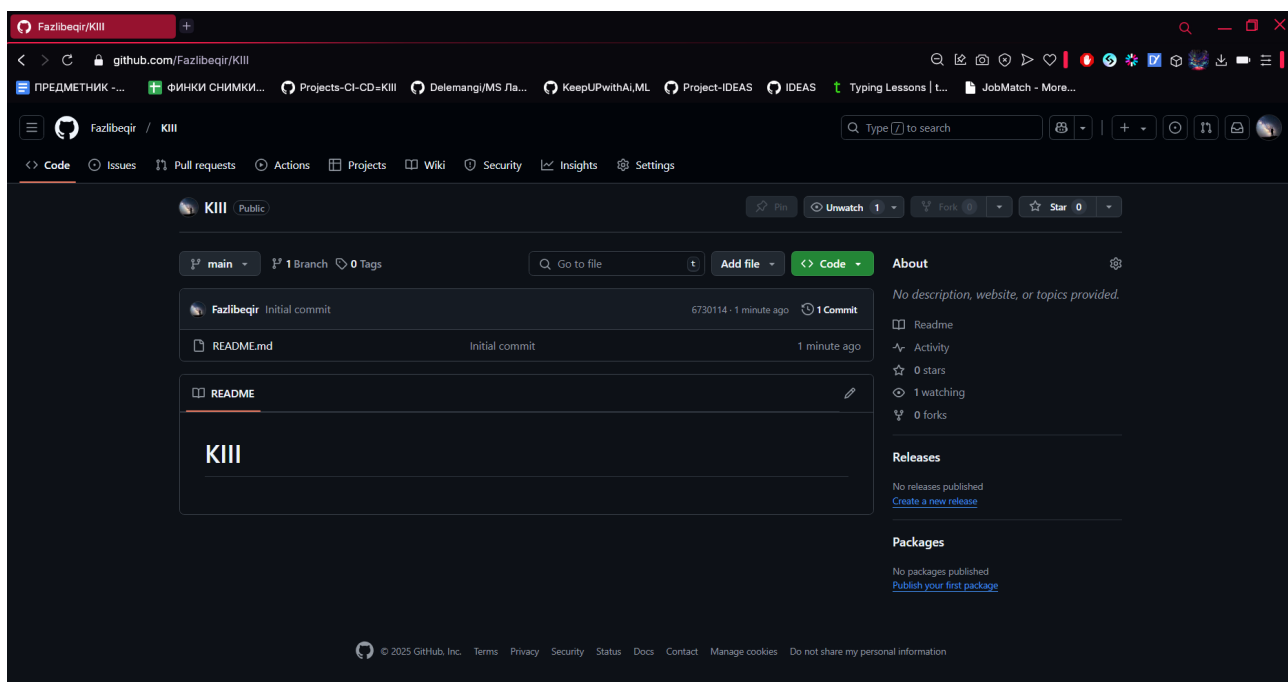 Fazlibeqir/KIII
github.com/Fazlibeqir/KIII
ПРЕДМЕТНИК -... ФИНКИ СНИМКИ... Projects-CI-CD=KIII Delemangi/MS Ла... KeepUPwithAi,ML Project-IDEAS IDEAS Typing Lessons | t... JobMatch - More...
Fazlibeqir / KIII Type / to search
Code Issues Pull requests Actions Projects Wiki Security Insights Settings
KIII Public Pin Unwatch 1 Fork 0 Star 0
main 1 Branch 0 Tags Go to file t Add file Code
About
No description, website, or topics provided.
Fazlibeqir Initial commit 6730114 · 1 minute ago 1 Commit
README.md Initial commit 1 minute ago
Readme
Activity
0 stars
1 watching
0 forks
README
KIII
Releases
No releases published
Create a new release
Packages
No packages published
Publish your first package
© 2025 GitHub, Inc. Terms Privacy Security Status Docs Contact Manage cookies Do not share my personal information